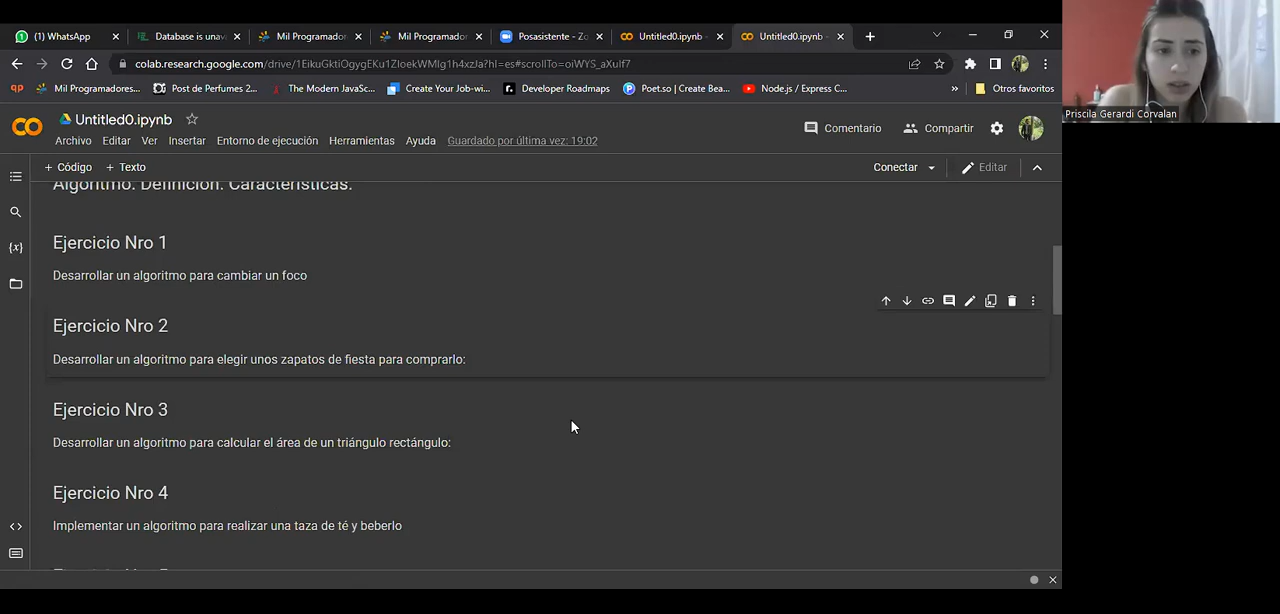 (1) WhatsApp
Database is unav
Mil Programador
Mil Programador
Posasistente - Zo
Untitled0.ipynb -
Untitled0.ipynb -
colab.research.google.com/drive/1EikuGktiOgygEKu1ZIoekWMlg1h4xzJa?hl=es#scrollTo=oiWYS_aXuIf7
Mil Programadores...
Post de Perfumes 2...
The Modern JavaSc...
Create Your Job-wi...
Developer Roadmaps
Poet.so | Create Bea...
Node.js / Express C...
Otros favoritos
Priscila Gerardi Corvalan
Untitled0.ipynb
Comentario
Compartir
Archivo Editar Ver Insertar Entorno de ejecución Herramientas Ayuda Guardado por última vez: 19:02
+ Código + Texto
Conectar
Editar
Algoritmo. Definición. Características.
Ejercicio Nro 1
Desarrollar un algoritmo para cambiar un foco
Ejercicio Nro 2
Desarrollar un algoritmo para elegir unos zapatos de fiesta para comprarlo:
Ejercicio Nro 3
Desarrollar un algoritmo para calcular el área de un triángulo rectángulo:
Ejercicio Nro 4
Implementar un algoritmo para realizar una taza de té y beberlo